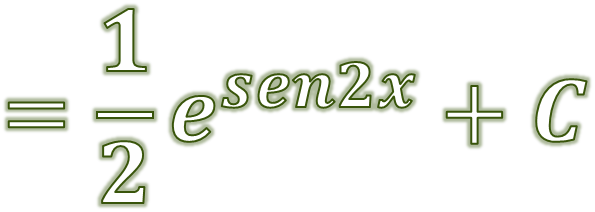 = 1/2 e^{sen2x} + C